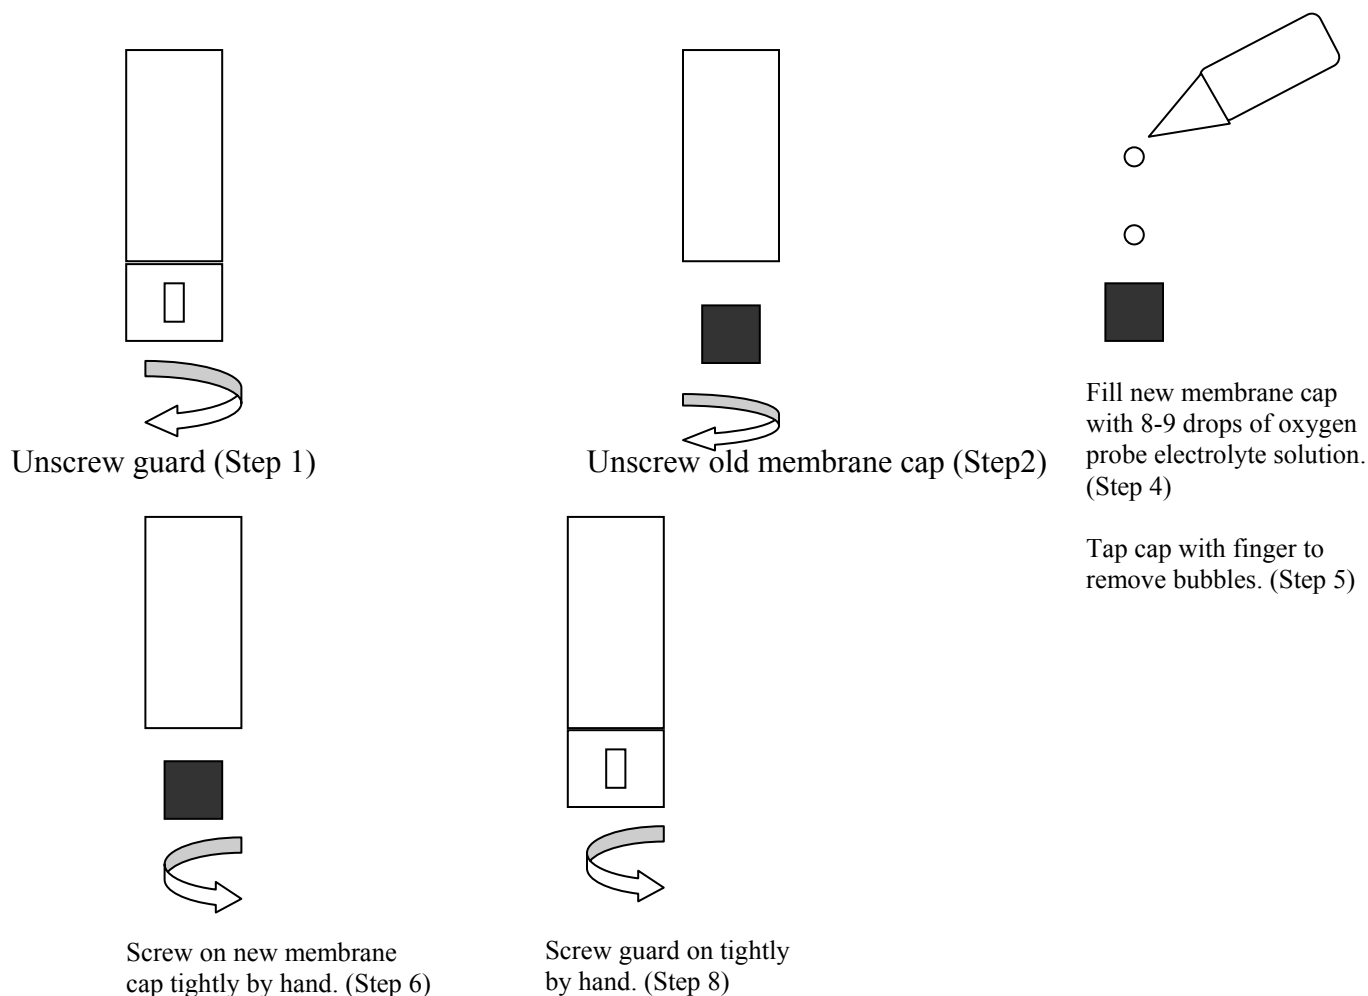 Unscrew guard (Step 1)
Unscrew old membrane cap (Step2)
Fill new membrane cap
with 8-9 drops of oxygen
probe electrolyte solution.
(Step 4)
Tap cap with finger to
remove bubbles. (Step 5)
Screw on new membrane
cap tightly by hand. (Step 6)
Screw guard on tightly
by hand. (Step 8)